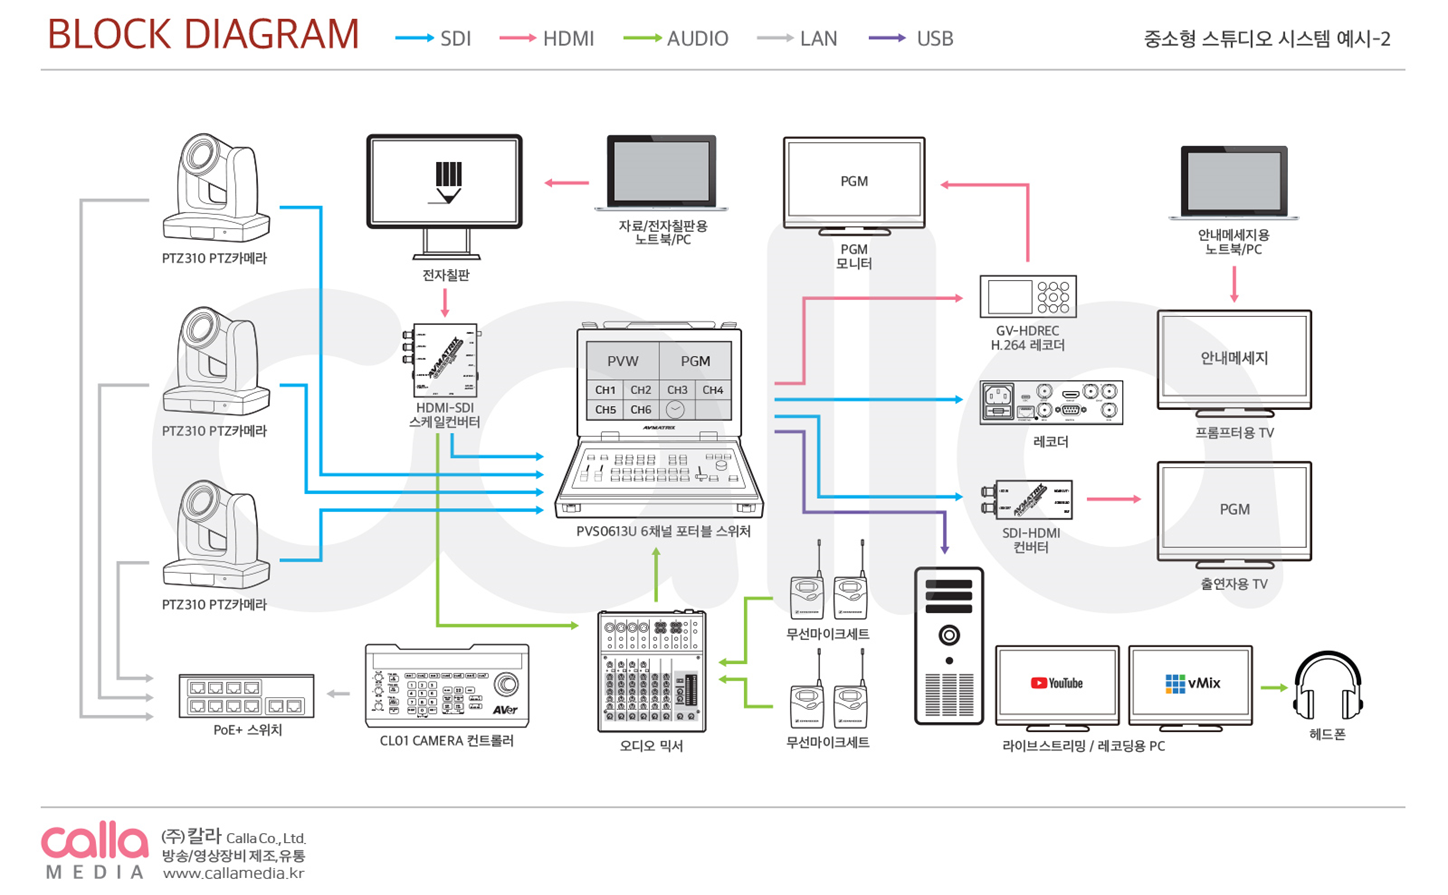 BLOCK DIAGRAM
SDI
HDMI
AUDIO
LAN
USB
중소형 스튜디오 시스템 예시-2
PTZ310 PTZ카메라
전자칠판
자료/전자칠판용
노트북/PC
PGM
PGM
모니터
안내메세지용
노트북/PC
PTZ310 PTZ카메라
AVMATRIX
HDMI-SDI
스케일컨버터
PVW
PGM
CH1
CH2
CH3
CH4
CH5
CH6
AVMATRIX
PVS0613U 6채널 포터블 스위처
GV-HDREC
H.264 레코더
안내메세지
프롬프터용 TV
레코더
AVMATRIX
SDI-HDMI
컨버터
PGM
출연자용 TV
PTZ310 PTZ카메라
무선마이크세트
PoE+ 스위치
AVer
CL01 CAMERA 컨트롤러
오디오 믹서
무선마이크세트
YouTube
vMix
라이브스트리밍 / 레코딩용 PC
헤드폰
calla
calla
MEDIA
(주)칼라 Calla Co., Ltd.
방송/영상장비 제조,유통
www.callamedia.kr